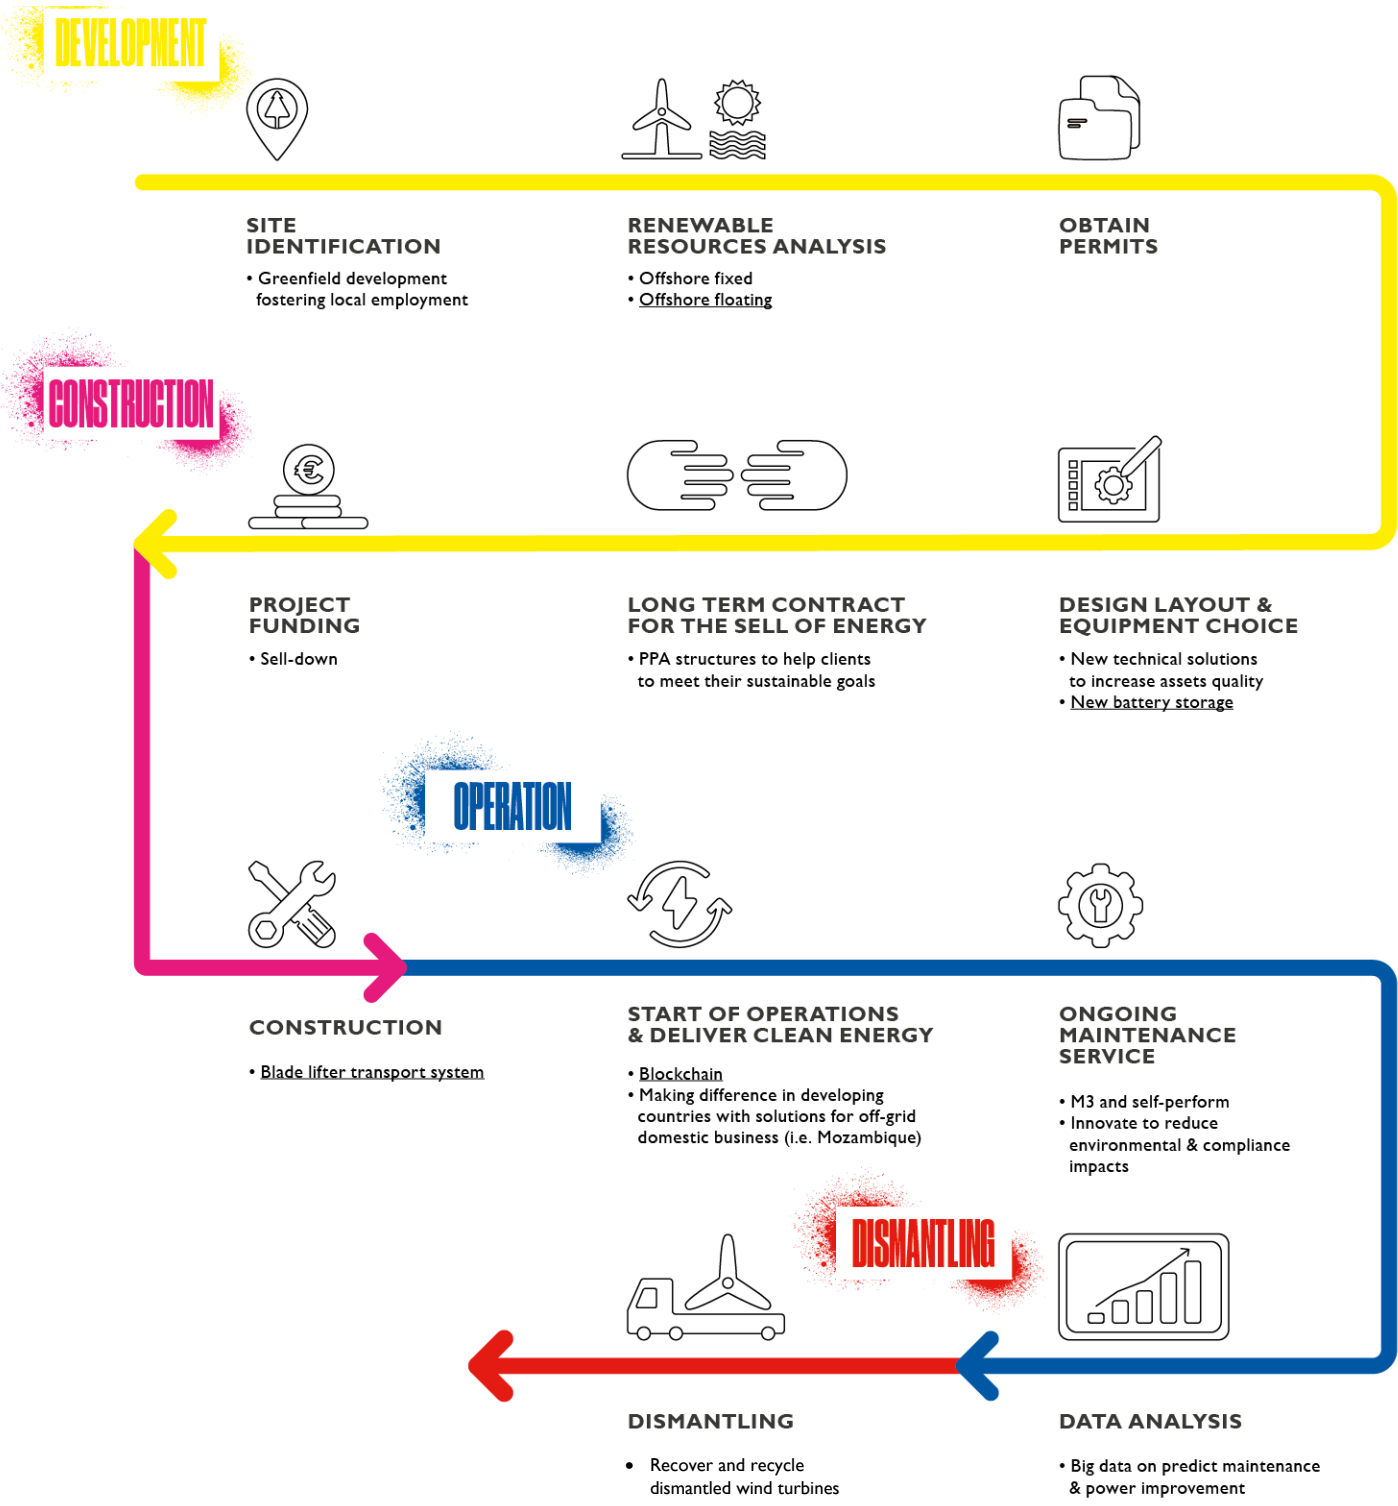 DEVELOPMENT
SITE
IDENTIFICATION
• Greenfield development
fostering local employment
RENEWABLE
RESOURCES ANALYSIS
• Offshore fixed
• Offshore floating
OBTAIN
PERMITS
CONSTRUCTION
€
PROJECT
FUNDING
• Sell-down
LONG TERM CONTRACT
FOR THE SELL OF ENERGY
• PPA structures to help clients
to meet their sustainable goals
DESIGN LAYOUT &
EQUIPMENT CHOICE
• New technical solutions
to increase assets quality
• New battery storage
OPERATION
CONSTRUCTION
• Blade lifter transport system
START OF OPERATIONS
& DELIVER CLEAN ENERGY
• Blockchain
• Making difference in developing
countries with solutions for off-grid
domestic business (i.e. Mozambique)
ONGOING
MAINTENANCE
SERVICE
• M3 and self-perform
• Innovate to reduce
environmental & compliance
impacts
DISMANTLING
DISMANTLING
• Recover and recycle
dismantled wind turbines
DATA ANALYSIS
• Big data on predict maintenance
& power improvement